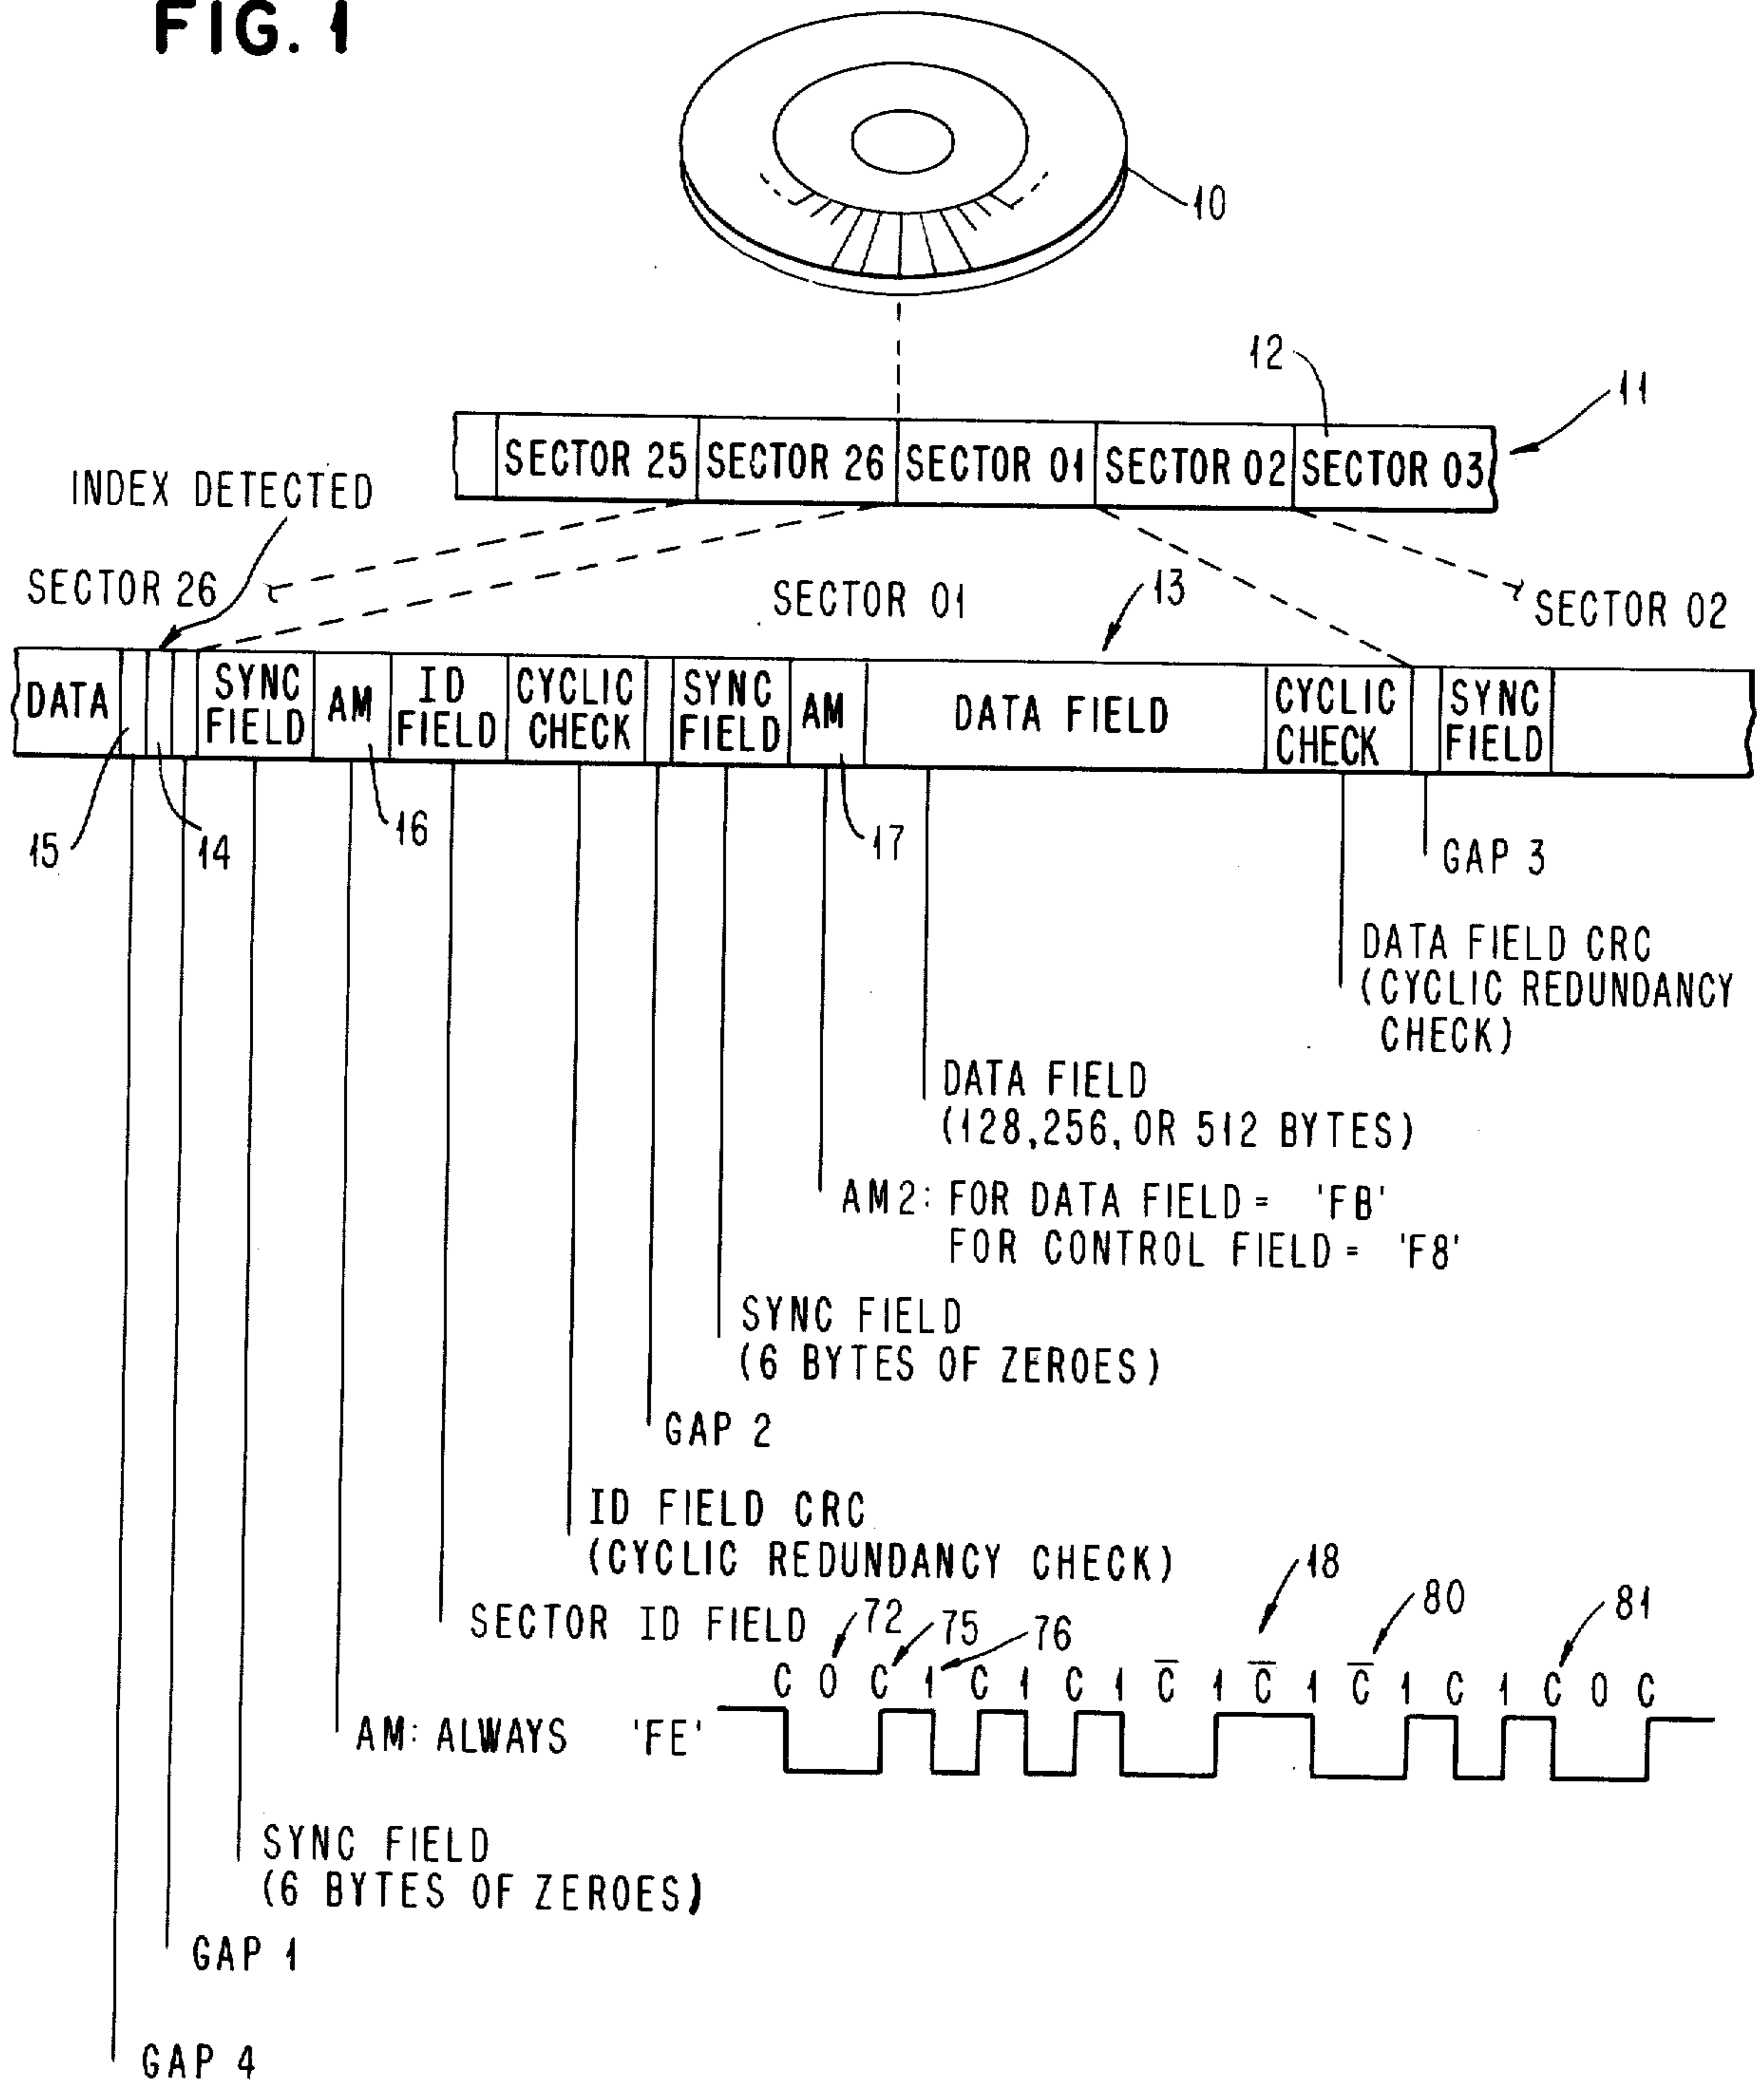 FIG. 1
10
12
11
SECTOR 25 SECTOR 26 SECTOR 01 SECTOR 02 SECTOR 03
INDEX DETECTED
SECTOR 26
SECTOR 01
13
SECTOR 02
DATA
SYNC
FIELD
AM
ID
FIELD
CYCLIC
CHECK
SYNC
FIELD
AM
DATA FIELD
CYCLIC
CHECK
SYNC
FIELD
15
14
16
17
GAP 3
DATA FIELD CRC
(CYCLIC REDUNDANCY
CHECK)
DATA FIELD
(128,256, OR 512 BYTES)
AM2: FOR DATA FIELD = 'FB'
FOR CONTROL FIELD = 'F8'
SYNC FIELD
(6 BYTES OF ZEROES)
GAP 2
ID FIELD CRC
(CYCLIC REDUNDANCY CHECK)
SECTOR ID FIELD
72
75
76
18
80
81
C 0 C 1 C 1 C 1 C̅ 1 C̅ 1 C̅ 1 C 1 C 0 C
AM: ALWAYS 'FE'
SYNC FIELD
(6 BYTES OF ZEROES)
GAP 1
GAP 4